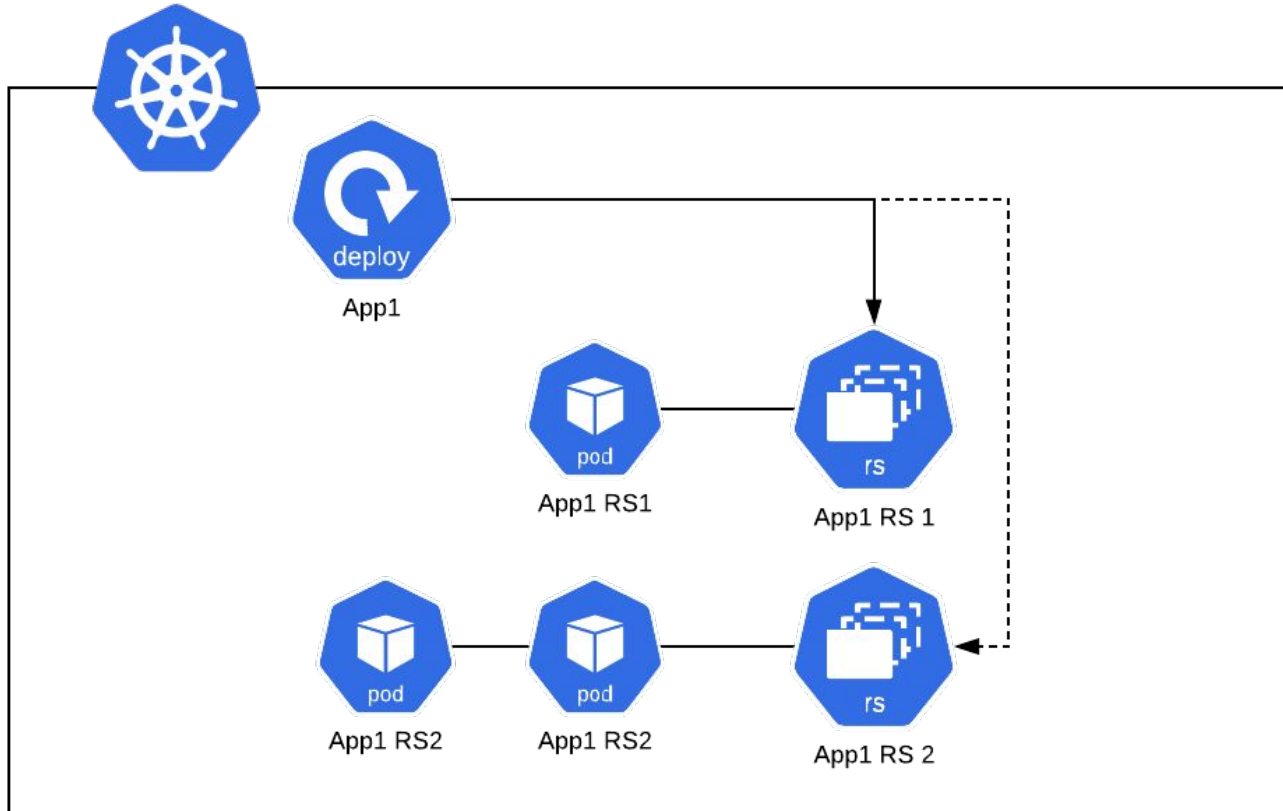 deploy
App1
pod
App1 RS1
rs
App1 RS 1
pod
App1 RS2
pod
App1 RS2
rs
App1 RS 2